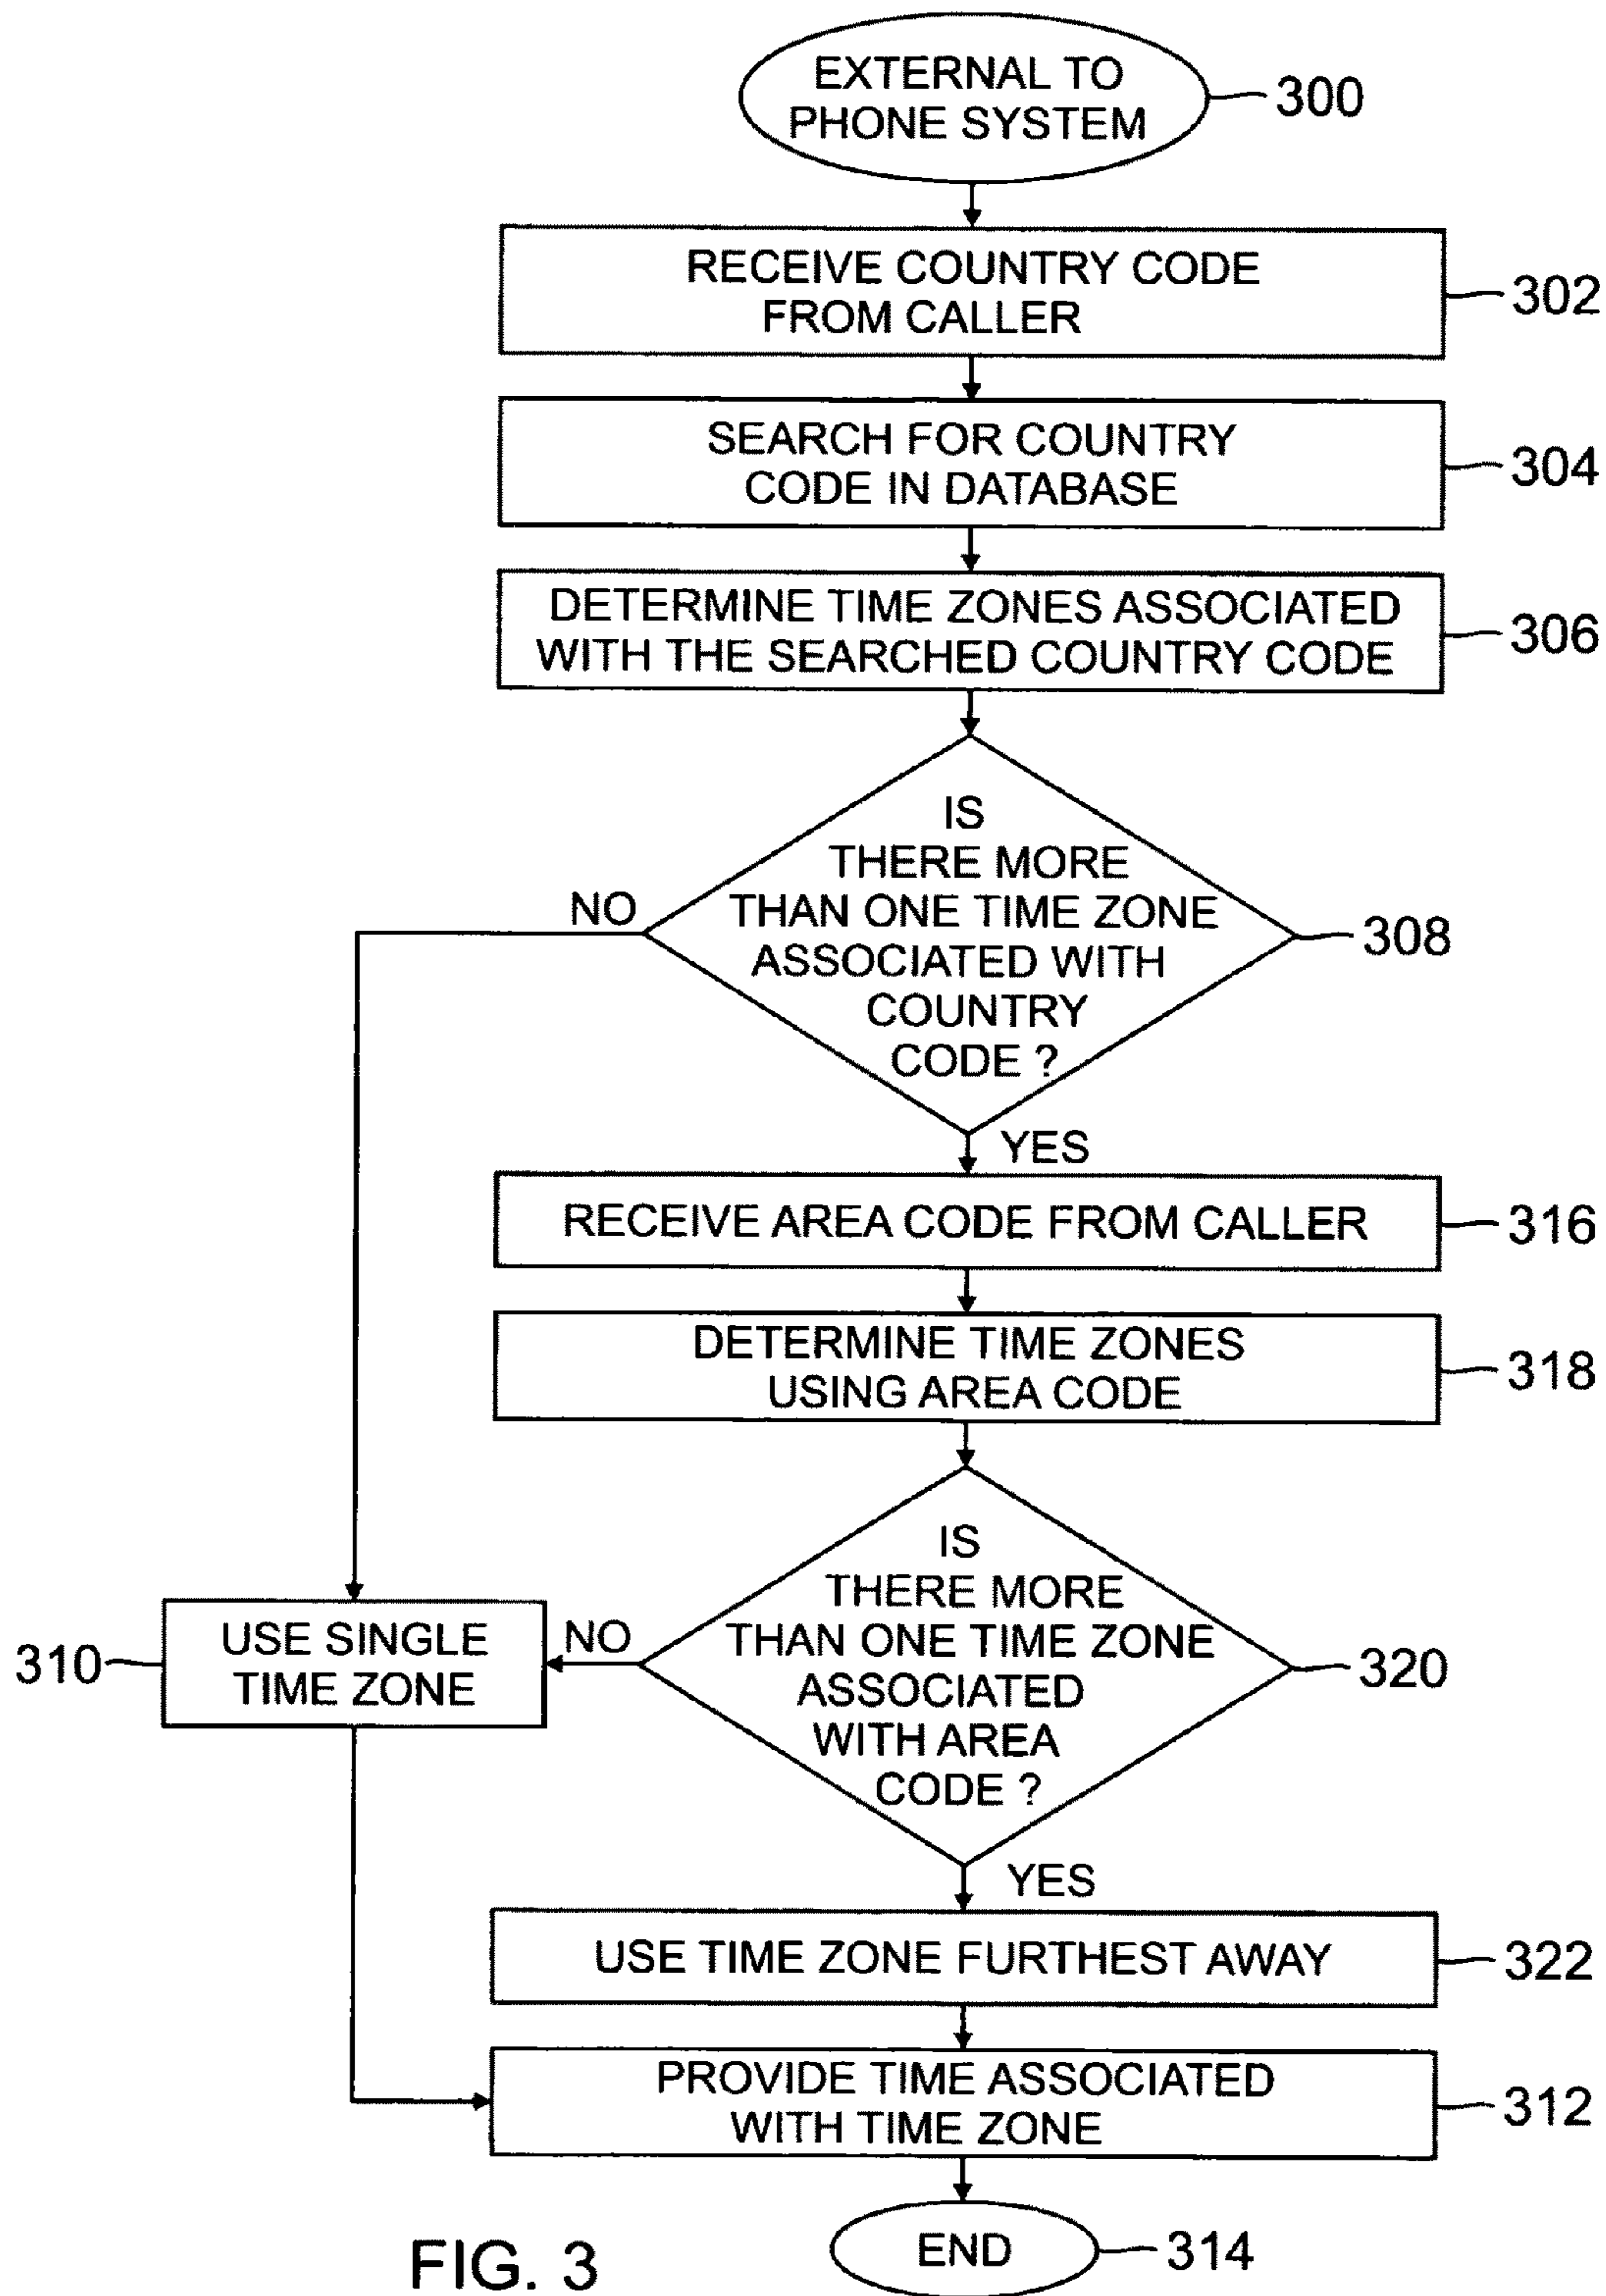 EXTERNAL TO
PHONE SYSTEM
300
RECEIVE COUNTRY CODE
FROM CALLER
302
SEARCH FOR COUNTRY
CODE IN DATABASE
304
DETERMINE TIME ZONES ASSOCIATED
WITH THE SEARCHED COUNTRY CODE
306
IS
THERE MORE
THAN ONE TIME ZONE
ASSOCIATED WITH
COUNTRY
CODE ?
308
NO
YES
RECEIVE AREA CODE FROM CALLER
316
DETERMINE TIME ZONES
USING AREA CODE
318
IS
THERE MORE
THAN ONE TIME ZONE
ASSOCIATED
WITH AREA
CODE ?
320
NO
310
USE SINGLE
TIME ZONE
YES
USE TIME ZONE FURTHEST AWAY
322
PROVIDE TIME ASSOCIATED
WITH TIME ZONE
312
END
314
FIG. 3